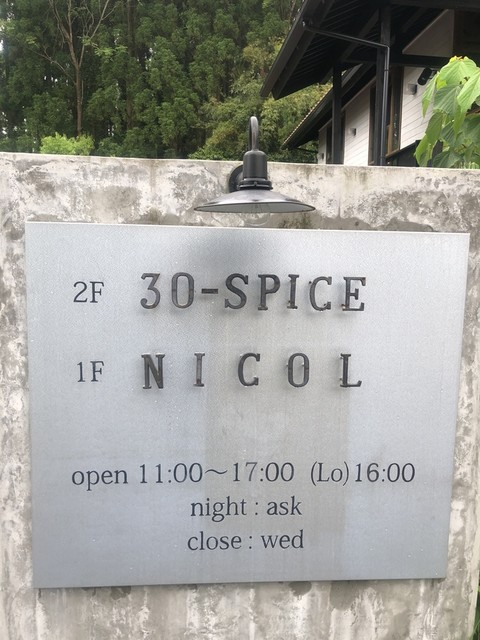 2F 30-SPICE
1F NICOL
open 11:00～17:00 (Lo)16:00
night : ask
close : wed